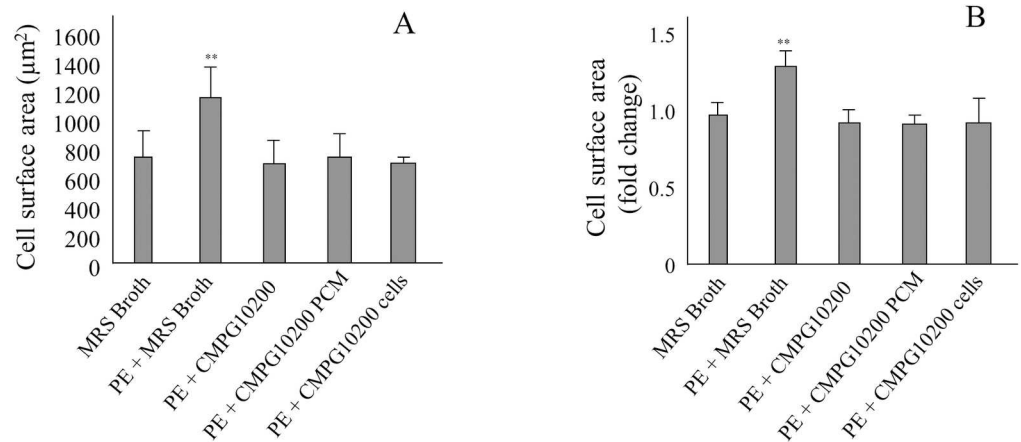 A
Cell surface area (μm²)
1600
1400
1200
1000
800
600
400
200
0
**
MRS Broth
PE + MRS Broth
PE + CMPG10200
PE + CMPG10200 PCM
PE + CMPG10200 cells
B
Cell surface area
(fold change)
1.5
1.0
0.5
0
**
MRS Broth
PE + MRS Broth
PE + CMPG10200
PE + CMPG10200 PCM
PE + CMPG10200 cells